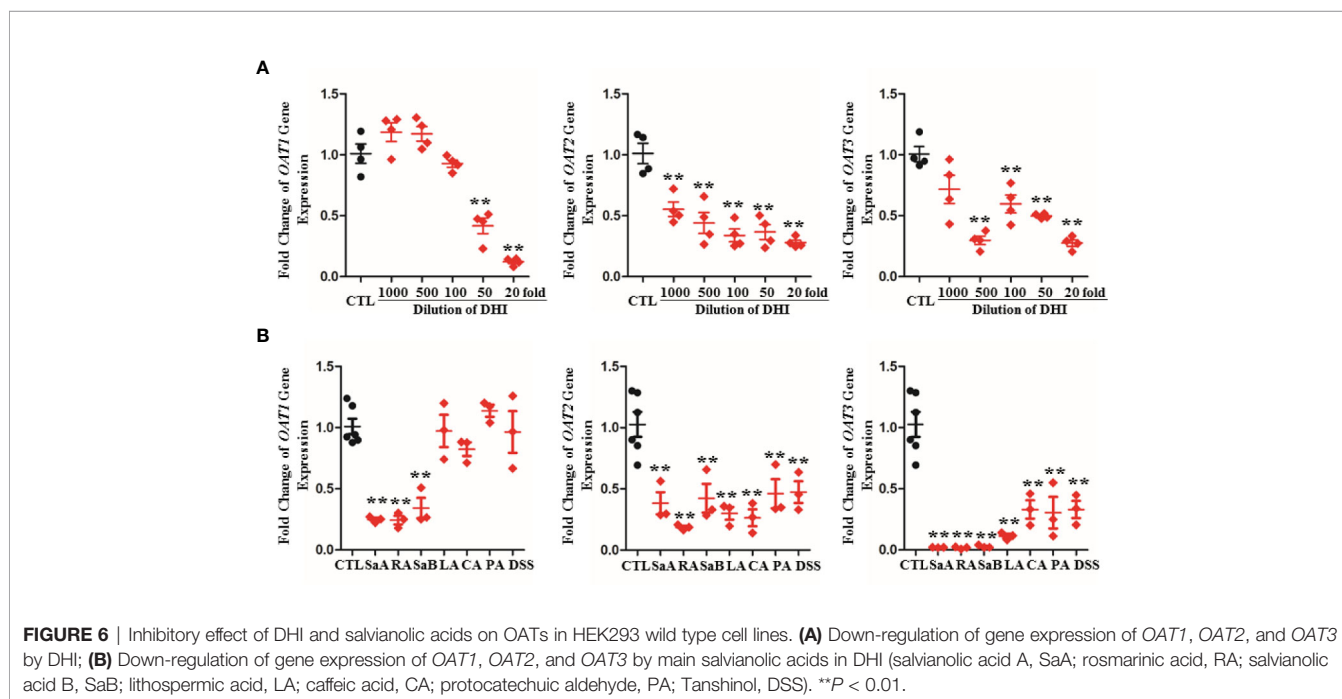 A
Fold Change of OAT1 Gene
Expression
1.5
1.0
0.5
0.0
** **
CTL 1000 500 100 50 20 fold
Dilution of DHI
Fold Change of OAT2 Gene
Expression
1.5
1.0
0.5
0.0
** ** ** ** **
CTL 1000 500 100 50 20 fold
Dilution of DHI
Fold Change of OAT3 Gene
Expression
1.5
1.0
0.5
0.0
** ** ** **
CTL 1000 500 100 50 20 fold
Dilution of DHI
B
Fold Change of OAT1 Gene
Expression
1.5
1.0
0.5
0.0
** ** **
CTL SaA RA SaB LA CA PA DSS
Fold Change of OAT2 Gene
Expression
1.5
1.0
0.5
0.0
** ** ** ** ** ** **
CTL SaA RA SaB LA CA PA DSS
Fold Change of OAT3 Gene
Expression
1.5
1.0
0.5
0.0
** ** ** ** ** ** **
CTL SaA RA SaB LA CA PA DSS
FIGURE 6 | Inhibitory effect of DHI and salvianolic acids on OATs in HEK293 wild type cell lines. (A) Down-regulation of gene expression of OAT1, OAT2, and OAT3
by DHI; (B) Down-regulation of gene expression of OAT1, OAT2, and OAT3 by main salvianolic acids in DHI (salvianolic acid A, SaA; rosmarinic acid, RA; salvianolic
acid B, SaB; lithospermic acid, LA; caffeic acid, CA; protocatechuic aldehyde, PA; Tanshinol, DSS). **P < 0.01.